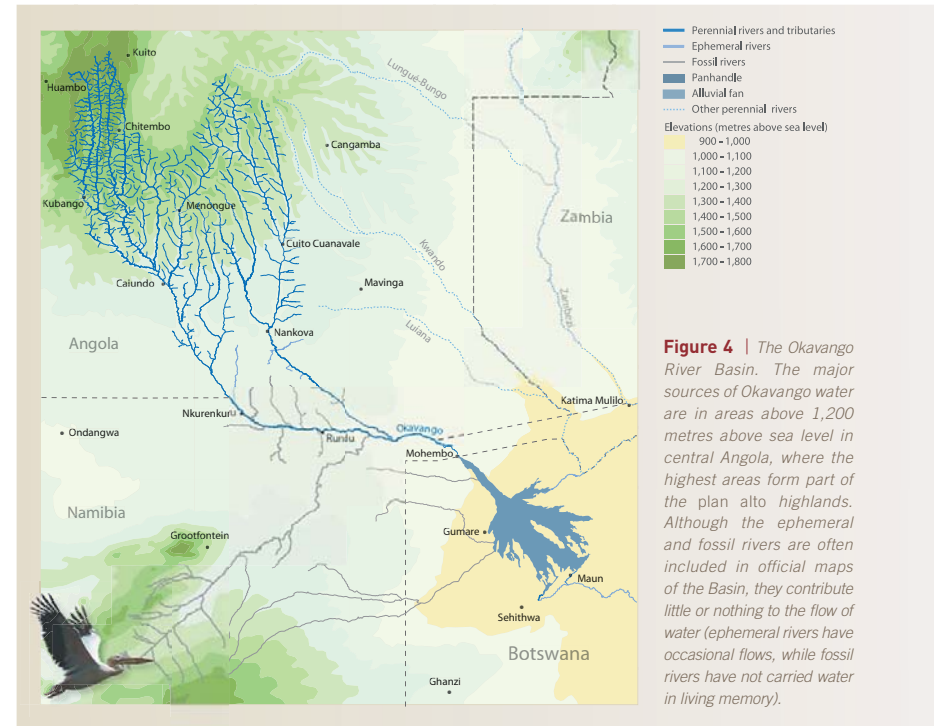 Kuito
Huambo
Chitembo
Lungué-Bungo
Cangamba
Kubango
Menongue
Zambia
Cuito Cuanavale
Kwando
Caiundo
Mavinga
Zambezi
Luiana
Nankova
Angola
Katima Mulilo
Nkurenkuru
Okavango
Ondangwa
Rundu
Mohembo
Namibia
Gumare
Grootfontein
Maun
Sehithwa
Botswana
Ghanzi
Perennial rivers and tributaries
Ephemeral rivers
Fossil rivers
Panhandle
Alluvial fan
Other perennial rivers
Elevations (metres above sea level)
900 - 1,000
1,000 - 1,100
1,100 - 1,200
1,200 - 1,300
1,300 - 1,400
1,400 - 1,500
1,500 - 1,600
1,600 - 1,700
1,700 - 1,800
Figure 4 | The Okavango
River Basin. The major
sources of Okavango water
are in areas above 1,200
metres above sea level in
central Angola, where the
highest areas form part of
the plan alto highlands.
Although the ephemeral
and fossil rivers are often
included in official maps
of the Basin, they contribute
little or nothing to the flow of
water (ephemeral rivers have
occasional flows, while fossil
rivers have not carried water
in living memory).